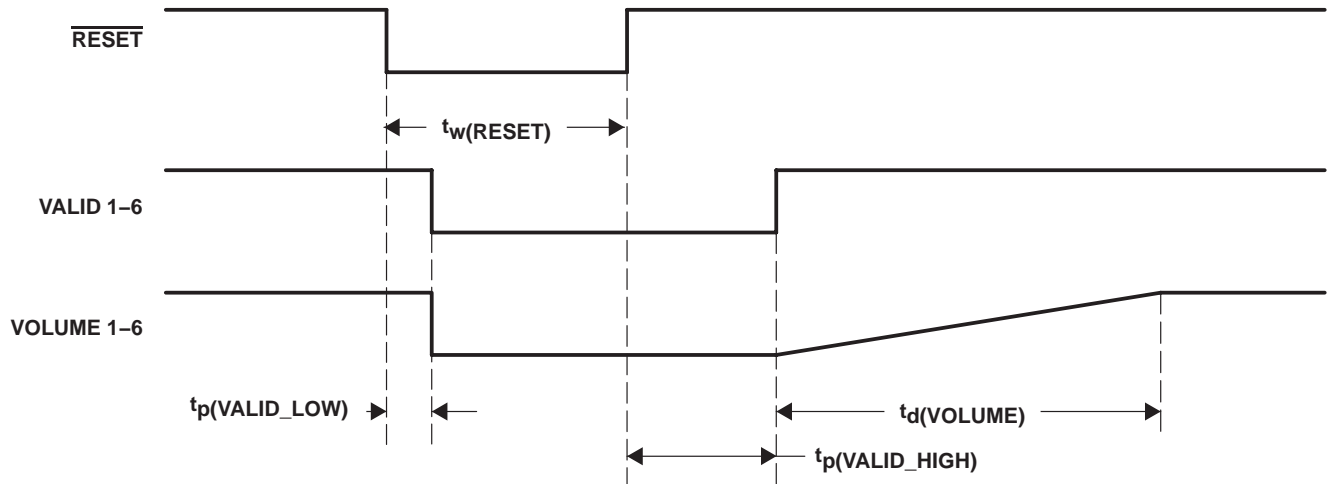 RESET
tw(RESET)
VALID 1–6
VOLUME 1–6
tp(VALID_LOW)
td(VOLUME)
tp(VALID_HIGH)